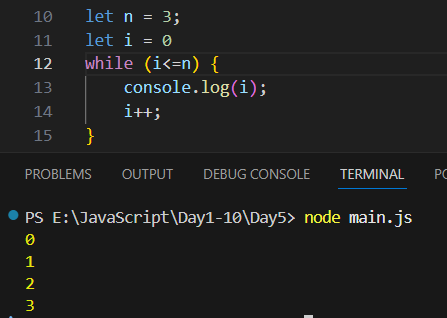 10 let n = 3;
11 let i = 0
12 while (i<=n) {
13 console.log(i);
14 i++;
15 }
PROBLEMS OUTPUT DEBUG CONSOLE TERMINAL
PS E:\JavaScript\Day1-10\Day5> node main.js
0
1
2
3